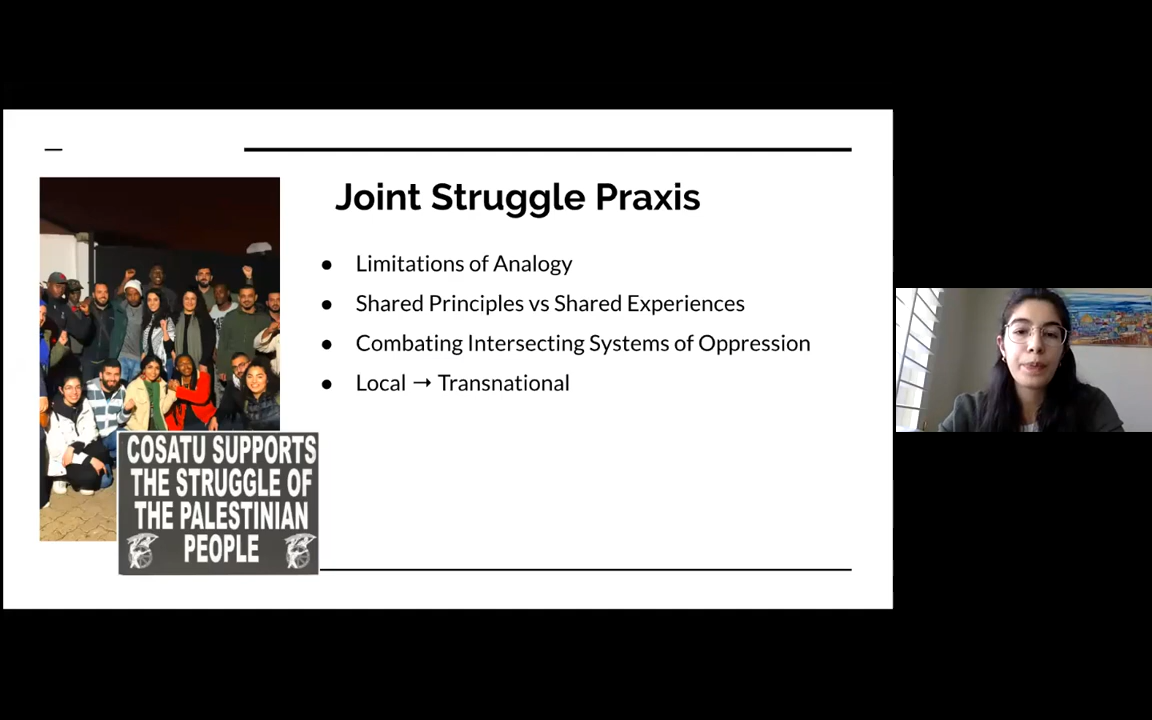 Joint Struggle Praxis
● Limitations of Analogy
● Shared Principles vs Shared Experiences
● Combating Intersecting Systems of Oppression
● Local → Transnational
COSATU SUPPORTS
THE STRUGGLE OF
THE PALESTINIAN
PEOPLE